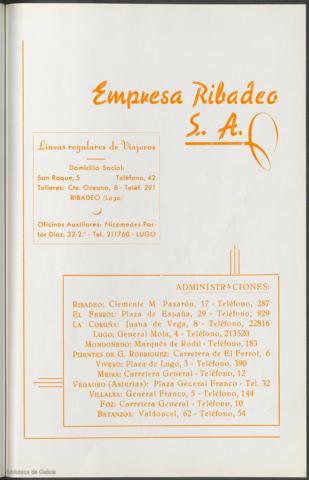 Empresa Ribadeo
S. A.
Líneas regulares de Viajeros
Domicilio Social:
San Roque, 5 Teléfono, 42
Talleres: Cte. Oceano, 8 - Teléf. 291
RIBADEO (Lugo)
Oficinas Auxiliares: Nicomedes Pas-
tor Díaz, 32-2.º - Tel. 211760 - LUGO
ADMINISTRACIONES:
RIBADEO: Clemente M. Pasarón, 17 - Teléfono, 287
EL FERROL: Plaza de España, 29 - Teléfono, 929
LA CORUÑA: Juana de Vega, 8 - Teléfono, 22816
LUGO: General Mola, 4 - Teléfono, 213520
MONDOÑEDO: Marqués de Rodil - Teléfono, 183
PUENTES DE G. RODRIGUEZ: Carretera de El Ferrol, 6
VIVERO: Plaza de Lugo, 3 - Teléfono, 390
MEIRA: Carretera General - Teléfono, 12
VEGADEO (Asturias): Plaza General Franco - Tel. 32
VILLALBA: General Franco, 5 - Teléfono, 144
FOZ: Carretera General - Teléfono, 10
BETANZOS: Valdoncel, 62 - Teléfono, 54
Biblioteca de Galicia